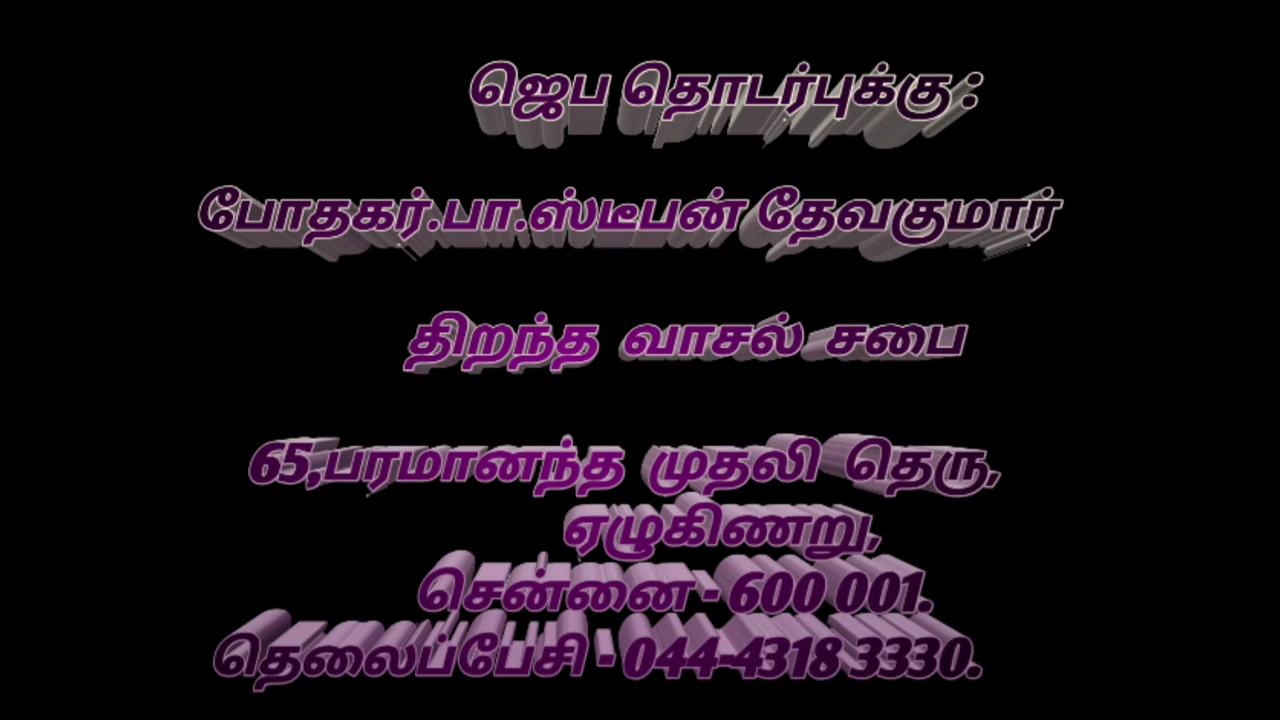 ஜெப தொடர்புக்கு :
போதகர்.பா.ஸ்டீபன் தேவகுமார்
திறந்த வாசல் சபை
65,பரமானந்த முதலி தெரு,
ஏழுகிணறு,
சென்னை - 600 001.
தெலைப்பேசி - 044-4318 3330.